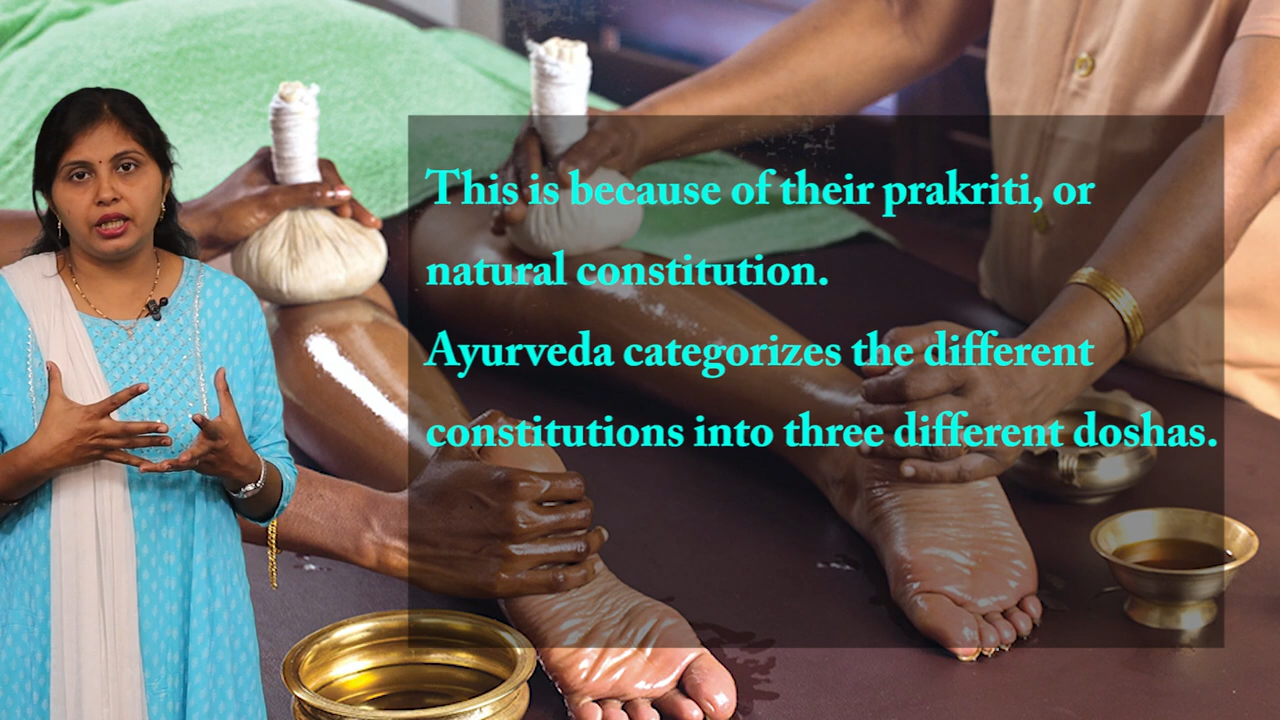 This is because of their prakriti, or
natural constitution.
Ayurveda categorizes the different
constitutions into three different doshas.